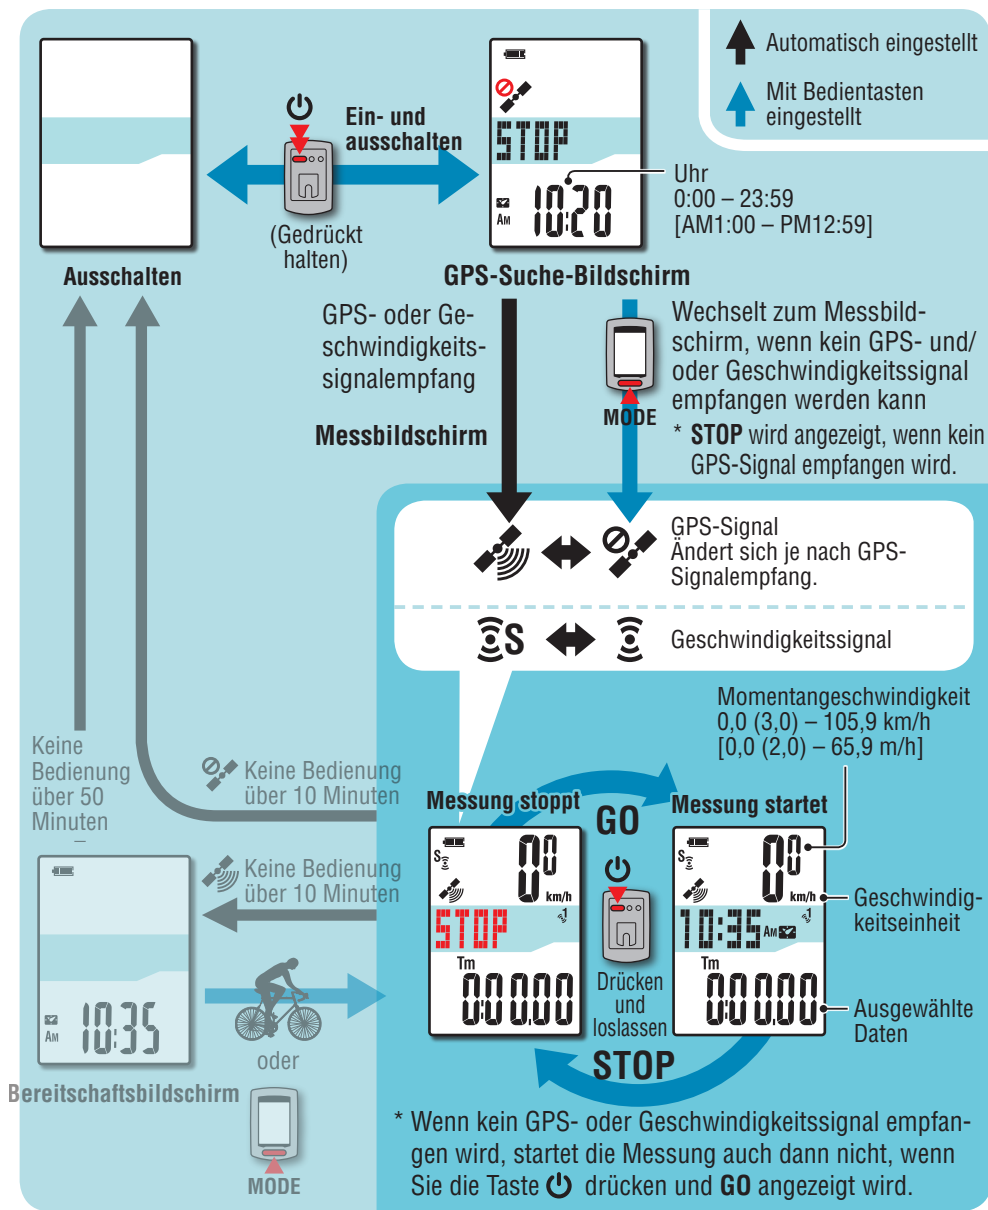 Automatisch eingestellt
Mit Bedientasten
eingestellt
Ein- und
ausschalten
(Gedrückt
halten)
STOP
AM
10:20
Uhr
0:00 – 23:59
[AM1:00 – PM12:59]
Ausschalten
GPS-Suche-Bildschirm
GPS- oder Ge-
schwindigkeits-
signalempfang
Messbildschirm
MODE
Wechselt zum Messbild-
schirm, wenn kein GPS- und/
oder Geschwindigkeitssignal
empfangen werden kann
* STOP wird angezeigt, wenn kein
GPS-Signal empfangen wird.
GPS-Signal
Ändert sich je nach GPS-
Signalempfang.
S
Geschwindigkeitssignal
Momentangeschwindigkeit
0,0 (3,0) – 105,9 km/h
[0,0 (2,0) – 65,9 m/h]
Keine
Bedienung
über 50
Minuten
–
Keine Bedienung
über 10 Minuten
Keine Bedienung
über 10 Minuten
AM
10:35
Bereitschaftsbildschirm
oder
MODE
Messung stoppt
S
00
km/h
STOP
1
Tm
0:00.00
GO
Drücken
und
loslassen
STOP
Messung startet
S
00
km/h
10:35 AM
1
Tm
0:00.00
Geschwindig-
keitseinheit
Ausgewählte
Daten
* Wenn kein GPS- oder Geschwindigkeitssignal empfan-
gen wird, startet die Messung auch dann nicht, wenn
Sie die Taste drücken und GO angezeigt wird.